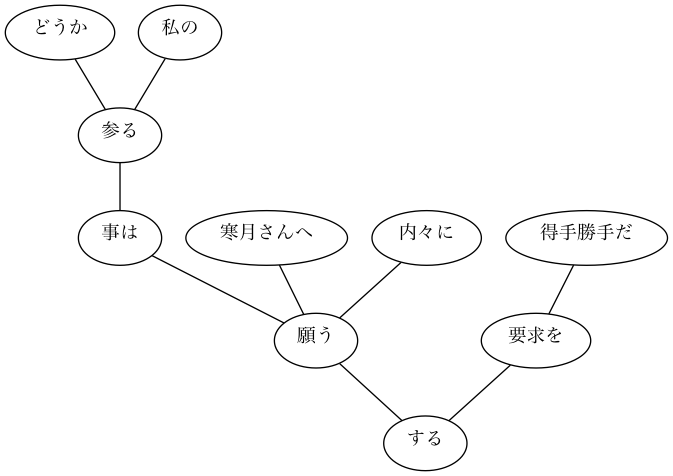 どうか
私の
参る
事は
寒月さんへ
内々に
得手勝手だ
願う
要求を
する